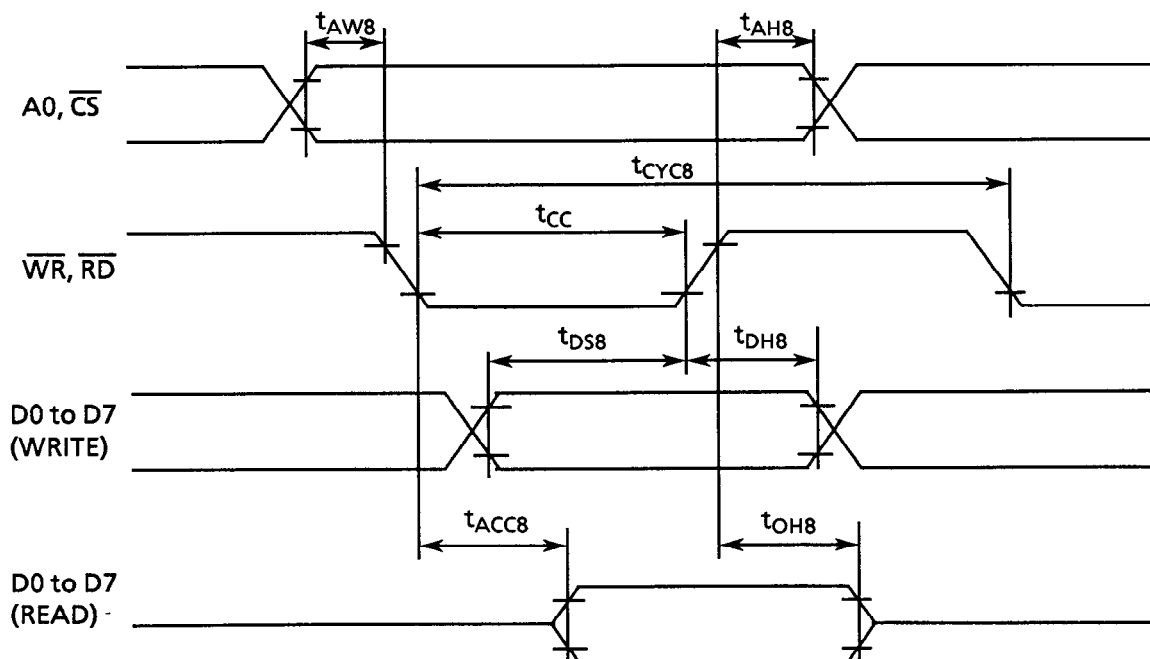 tAW8 tAH8
A0, CS
tCYC8
tCC
WR, RD
tDS8 tDH8
D0 to D7
(WRITE)
tACC8 tOH8
D0 to D7
(READ) -